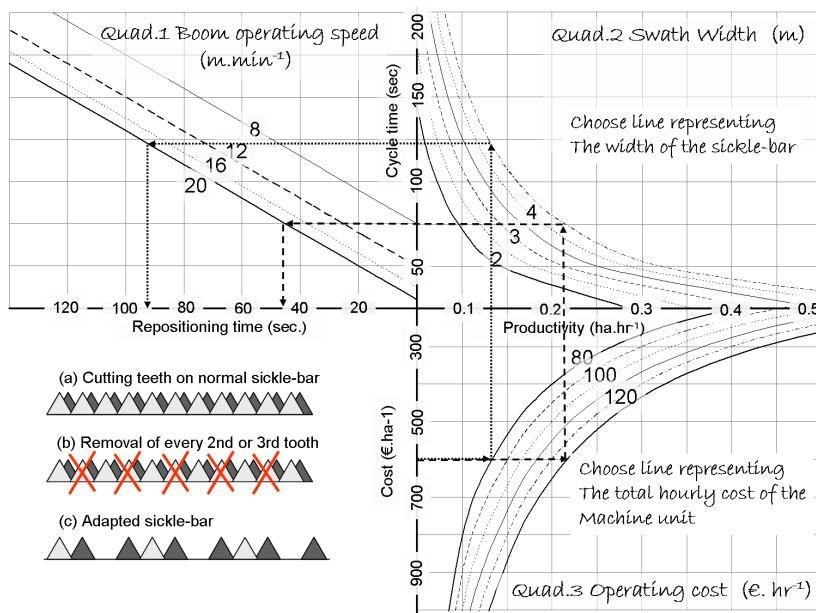 Quad.1 Boom operating speed
(m.min-1)
Quad.2 Swath Width (m)
Cycle time (sec)
200
150
100
50
Choose line representing
The width of the sickle-bar
8
12
16
20
4
3
2
120
100
80
60
40
20
Repositioning time (sec.)
0.1
0.2
0.3
0.4
0.5
Productivity (ha.hr-1)
300
500
700
900
Cost (€.ha-1)
80
100
120
Choose line representing
The total hourly cost of the
Machine unit
Quad.3 Operating cost (€. hr-1)
(a) Cutting teeth on normal sickle-bar
(b) Removal of every 2nd or 3rd tooth
(c) Adapted sickle-bar